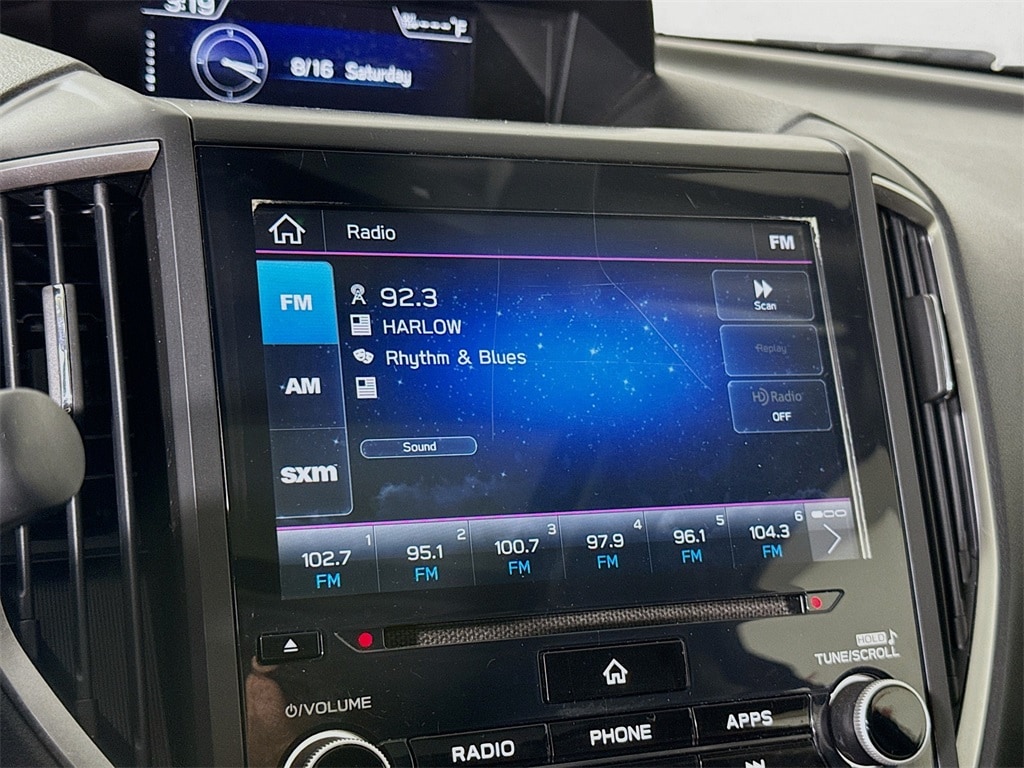 3:19
°F
8/16 Saturday
Radio
FM
FM
92.3
HARLOW
Rhythm & Blues
AM
sxm
Sound
Scan
Replay
HD Radio
OFF
1 2 3 4 5 6
102.7 95.1 100.7 97.9 96.1 104.3
FM FM FM FM FM FM
HOLD
TUNE/SCROLL
/VOLUME
RADIO PHONE APPS